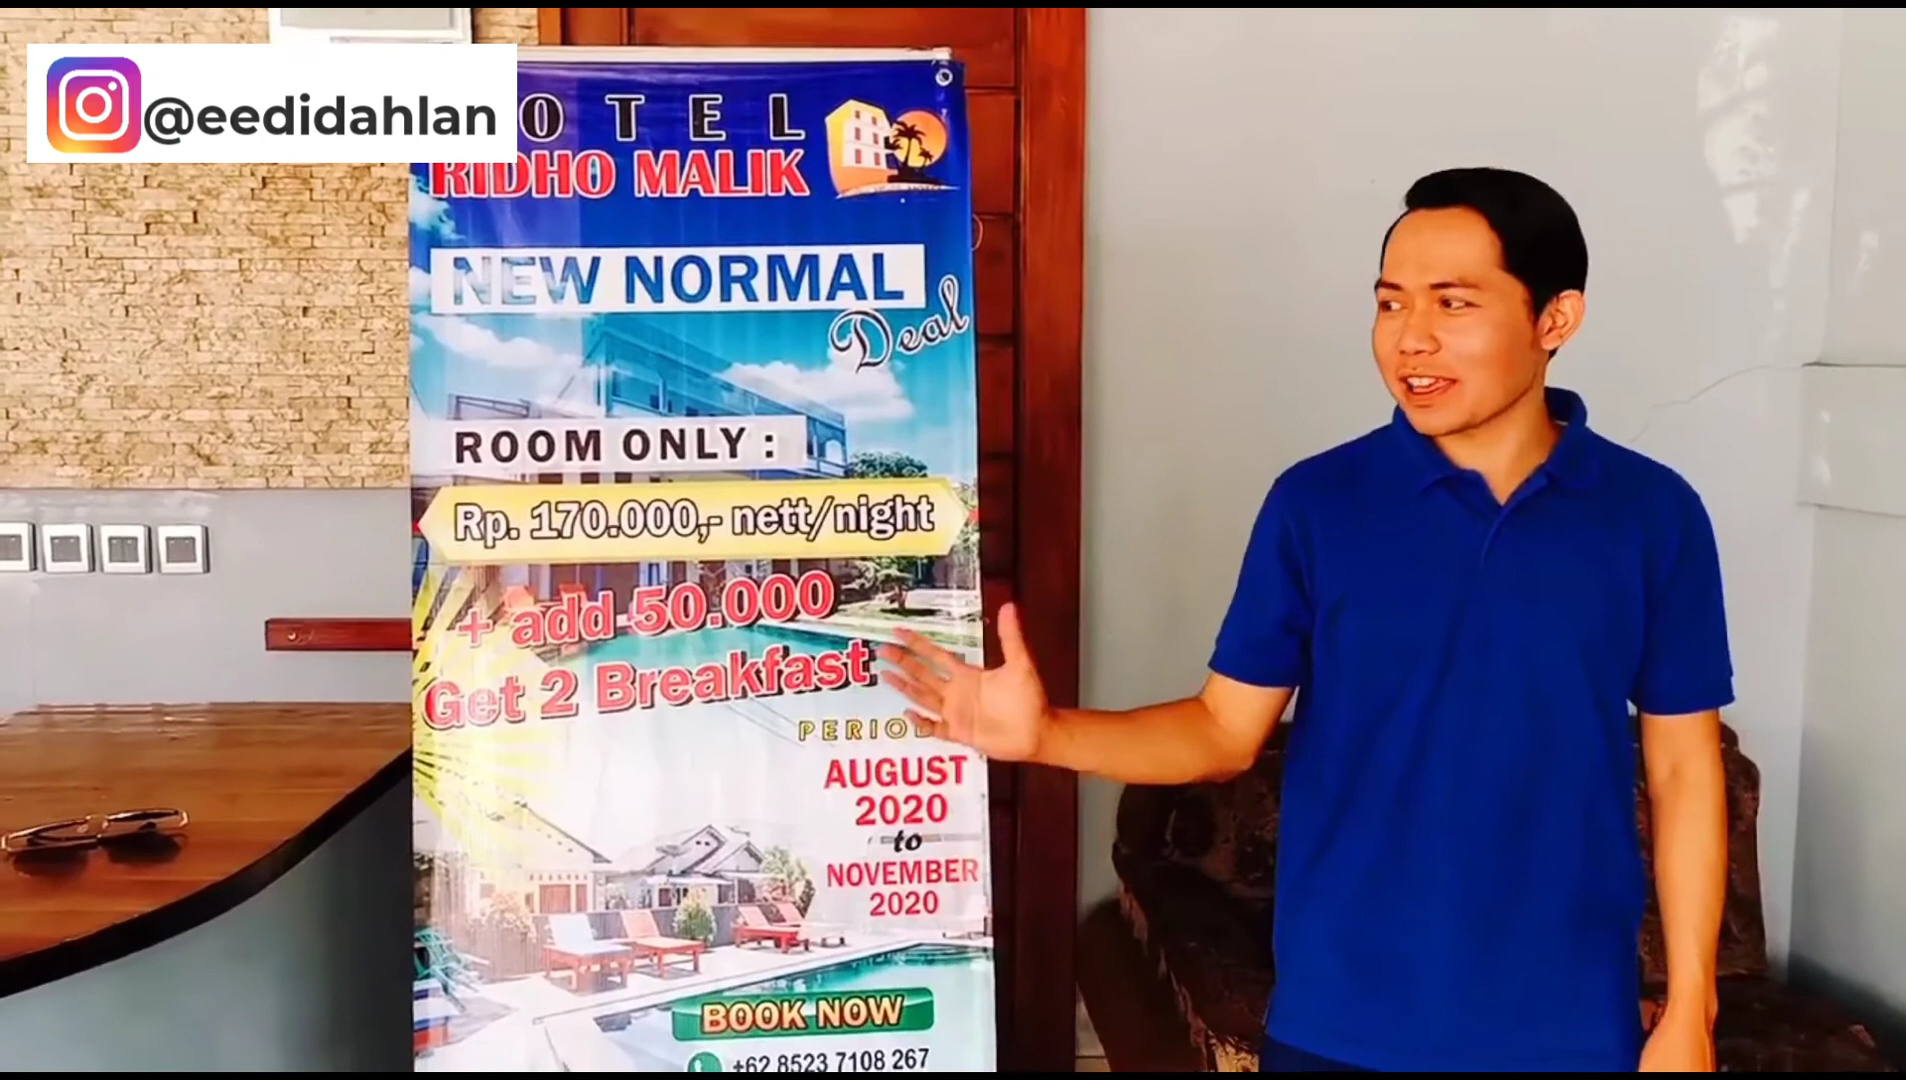 @eedidahlan
OTEL
RIDHO MALIK
NEW NORMAL
Deal
ROOM ONLY :
Rp. 170.000,- nett/night
+ add 50.000
Get 2 Breakfast
PERIO
AUGUST
2020
to
NOVEMBER
2020
BOOK NOW
+62 8523 7108 267